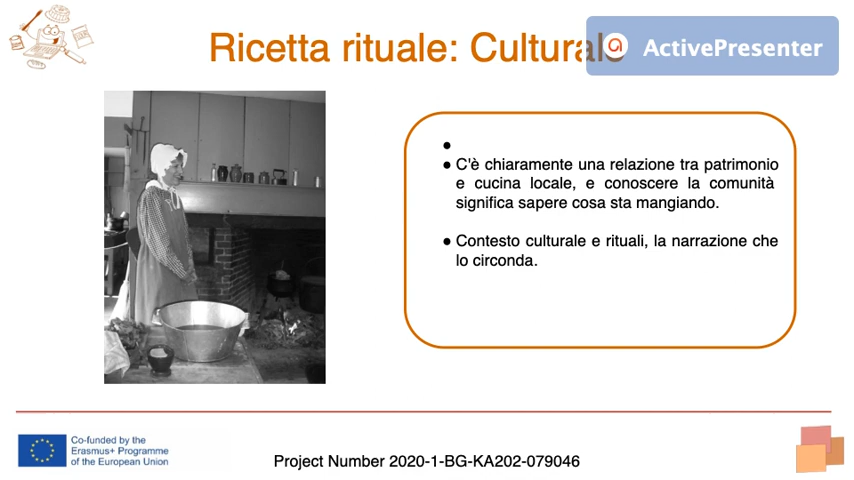 Ricetta rituale: Culturale
ActivePresenter
●
● C'è chiaramente una relazione tra patrimonio
e cucina locale, e conoscere la comunità
significa sapere cosa sta mangiando.
● Contesto culturale e rituali, la narrazione che
lo circonda.
Co-funded by the
Erasmus+ Programme
of the European Union
Project Number 2020-1-BG-KA202-079046